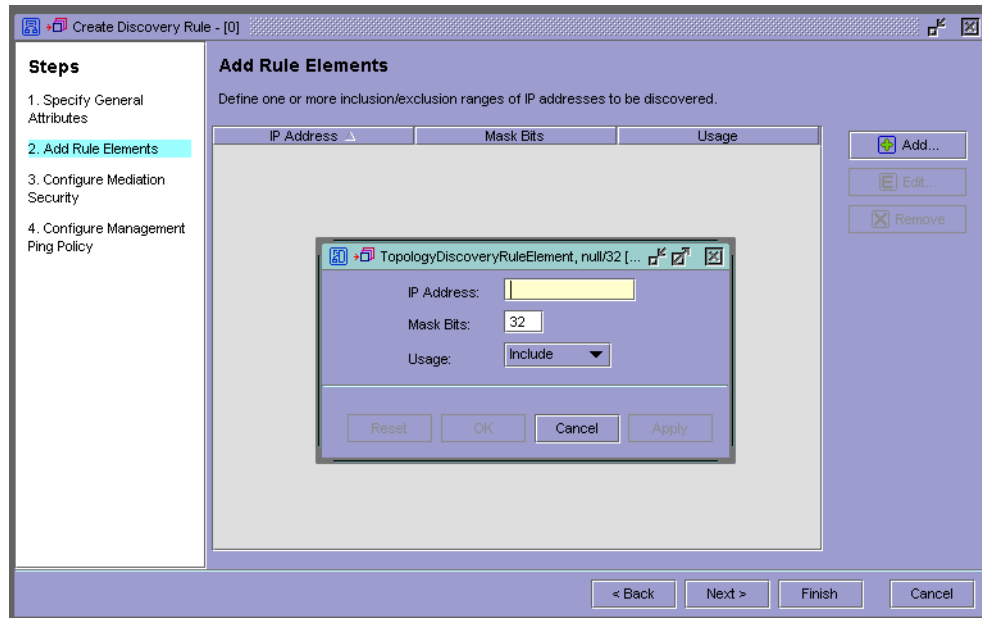 Create Discovery Rule - [0]
Steps
1. Specify General
Attributes
2. Add Rule Elements
3. Configure Mediation
Security
4. Configure Management
Ping Policy
Add Rule Elements
Define one or more inclusion/exclusion ranges of IP addresses to be discovered.
IP Address Mask Bits Usage
Add...
Edit...
Remove
TopologyDiscoveryRuleElement, null/32 [...
IP Address:
Mask Bits: 32
Usage: Include
Reset OK Cancel Apply
< Back Next > Finish Cancel